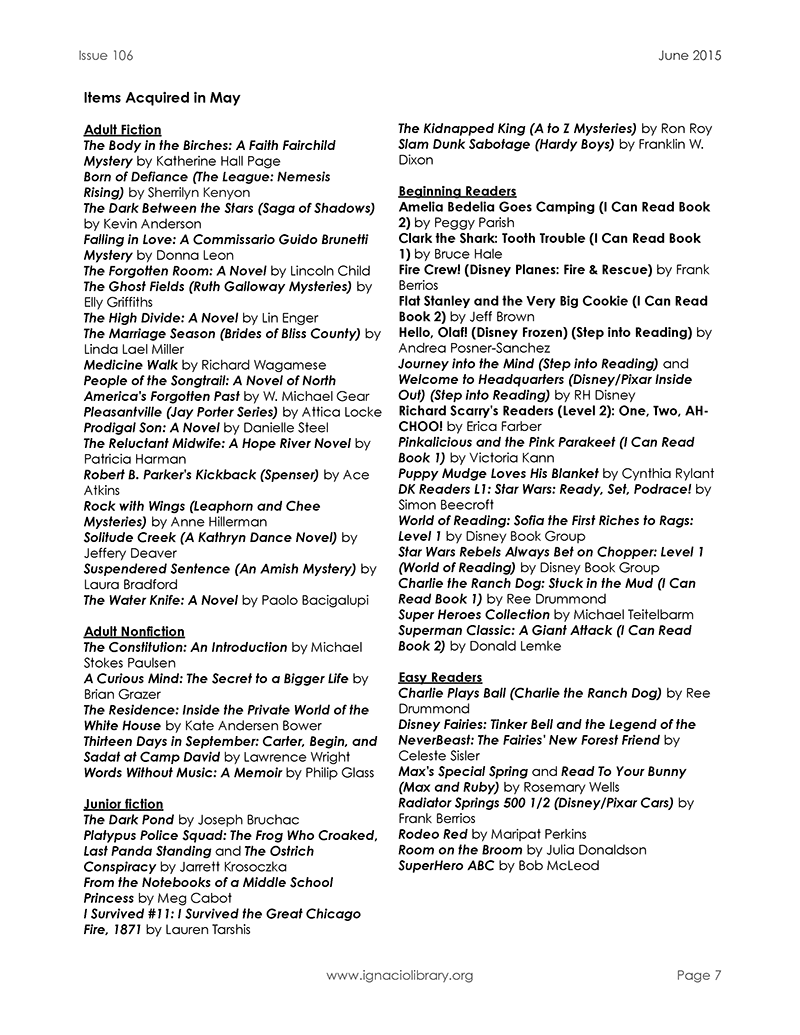 Issue 106
June 2015
Items Acquired in May
Adult Fiction
The Body in the Birches: A Faith Fairchild
Mystery by Katherine Hall Page
Born of Defiance (The League: Nemesis
Rising) by Sherrilyn Kenyon
The Dark Between the Stars (Saga of Shadows)
by Kevin Anderson
Falling in Love: A Commissario Guido Brunetti
Mystery by Donna Leon
The Forgotten Room: A Novel by Lincoln Child
The Ghost Fields (Ruth Galloway Mysteries) by
Elly Griffiths
The High Divide: A Novel by Lin Enger
The Marriage Season (Brides of Bliss County) by
Linda Lael Miller
Medicine Walk by Richard Wagamese
People of the Songtrail: A Novel of North
America's Forgotten Past by W. Michael Gear
Pleasantville (Jay Porter Series) by Attica Locke
Prodigal Son: A Novel by Danielle Steel
The Reluctant Midwife: A Hope River Novel by
Patricia Harman
Robert B. Parker's Kickback (Spenser) by Ace
Atkins
Rock with Wings (Leaphorn and Chee
Mysteries) by Anne Hillerman
Solitude Creek (A Kathryn Dance Novel) by
Jeffery Deaver
Suspendered Sentence (An Amish Mystery) by
Laura Bradford
The Water Knife: A Novel by Paolo Bacigalupi
Adult Nonfiction
The Constitution: An Introduction by Michael
Stokes Paulsen
A Curious Mind: The Secret to a Bigger Life by
Brian Grazer
The Residence: Inside the Private World of the
White House by Kate Andersen Bower
Thirteen Days in September: Carter, Begin, and
Sadat at Camp David by Lawrence Wright
Words Without Music: A Memoir by Philip Glass
Junior fiction
The Dark Pond by Joseph Bruchac
Platypus Police Squad: The Frog Who Croaked,
Last Panda Standing and The Ostrich
Conspiracy by Jarrett Krosoczka
From the Notebooks of a Middle School
Princess by Meg Cabot
I Survived #11: I Survived the Great Chicago
Fire, 1871 by Lauren Tarshis
The Kidnapped King (A to Z Mysteries) by Ron Roy
Slam Dunk Sabotage (Hardy Boys) by Franklin W.
Dixon
Beginning Readers
Amelia Bedelia Goes Camping (I Can Read Book
2) by Peggy Parish
Clark the Shark: Tooth Trouble (I Can Read Book
1) by Bruce Hale
Fire Crew! (Disney Planes: Fire & Rescue) by Frank
Berrios
Flat Stanley and the Very Big Cookie (I Can Read
Book 2) by Jeff Brown
Hello, Olaf! (Disney Frozen) (Step into Reading) by
Andrea Posner-Sanchez
Journey into the Mind (Step into Reading) and
Welcome to Headquarters (Disney/Pixar Inside
Out) (Step into Reading) by RH Disney
Richard Scarry's Readers (Level 2): One, Two, AH-
CHOO! by Erica Farber
Pinkalicious and the Pink Parakeet (I Can Read
Book 1) by Victoria Kann
Puppy Mudge Loves His Blanket by Cynthia Rylant
DK Readers L1: Star Wars: Ready, Set, Podrace! by
Simon Beecroft
World of Reading: Sofia the First Riches to Rags:
Level 1 by Disney Book Group
Star Wars Rebels Always Bet on Chopper: Level 1
(World of Reading) by Disney Book Group
Charlie the Ranch Dog: Stuck in the Mud (I Can
Read Book 1) by Ree Drummond
Super Heroes Collection by Michael Teitelbarm
Superman Classic: A Giant Attack (I Can Read
Book 2) by Donald Lemke
Easy Readers
Charlie Plays Ball (Charlie the Ranch Dog) by Ree
Drummond
Disney Fairies: Tinker Bell and the Legend of the
NeverBeast: The Fairies' New Forest Friend by
Celeste Sisler
Max's Special Spring and Read To Your Bunny
(Max and Ruby) by Rosemary Wells
Radiator Springs 500 1/2 (Disney/Pixar Cars) by
Frank Berrios
Rodeo Red by Maripat Perkins
Room on the Broom by Julia Donaldson
SuperHero ABC by Bob McLeod
www.ignaciolibrary.org
Page 7